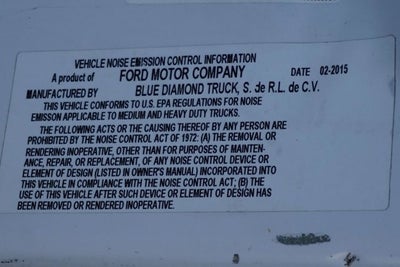 VEHICLE NOISE EMISSION CONTROL INFORMATION
A product of FORD MOTOR COMPANY DATE 02-2015
MANUFACTURED BY BLUE DIAMOND TRUCK, S. de R.L. de C.V.
THIS VEHICLE CONFORMS TO U.S. EPA REGULATIONS FOR NOISE
EMISSION APPLICABLE TO MEDIUM AND HEAVY DUTY TRUCKS.
THE FOLLOWING ACTS OR THE CAUSING THEREOF BY ANY PERSON ARE
PROHIBITED BY THE NOISE CONTROL ACT OF 1972: (A) THE REMOVAL OR
RENDERING INOPERATIVE, OTHER THAN FOR PURPOSES OF MAINTEN-
ANCE, REPAIR, OR REPLACEMENT, OF ANY NOISE CONTROL DEVICE OR
ELEMENT OF DESIGN (LISTED IN OWNER'S MANUAL) INCORPORATED INTO
THIS VEHICLE IN COMPLIANCE WITH THE NOISE CONTROL ACT; (B) THE
USE OF THIS VEHICLE AFTER SUCH DEVICE OR ELEMENT OF DESIGN HAS
BEEN REMOVED OR RENDERED INOPERATIVE.